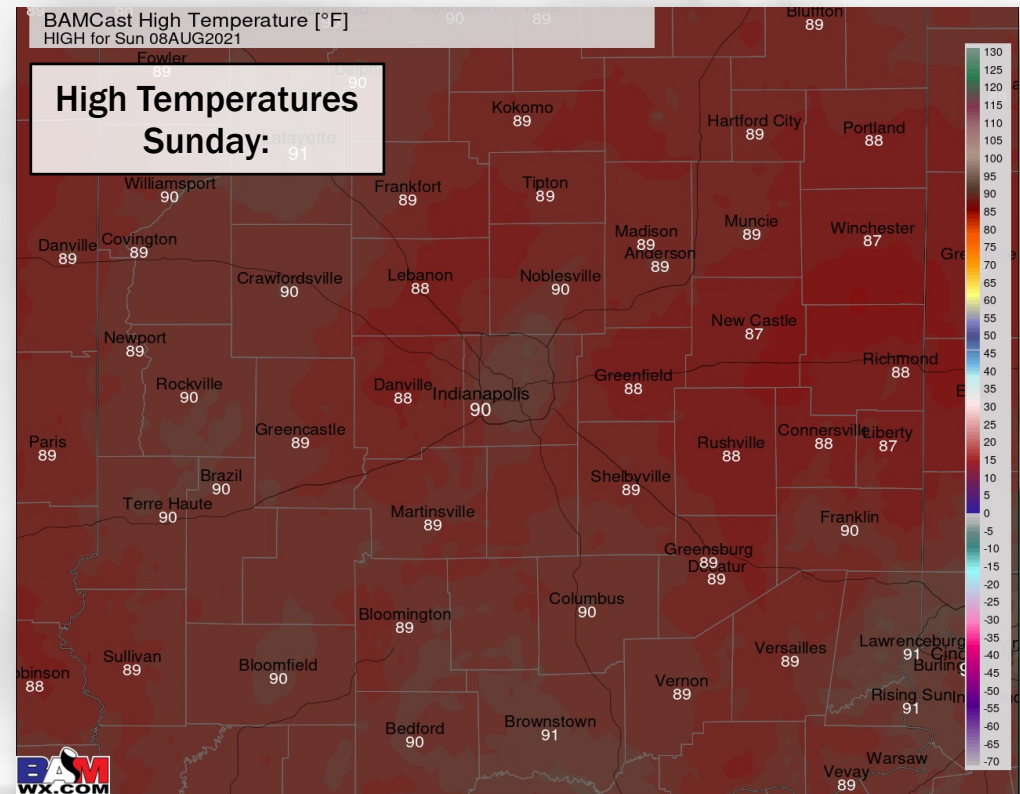 BAMCast High Temperature [°F]
HIGH for Sun 08AUG2021
High Temperatures
Sunday:
89
90
89
Bluffton
89
Fowler
89
90
91
Kokomo
89
Hartford City
89
Portland
88
Williamsport
90
Frankfort
89
Tipton
89
Danville
89
Covington
89
Crawfordsville
90
Lebanon
88
Noblesville
90
Madison
89
Anderson
89
Muncie
89
Winchester
87
New Castle
87
Newport
89
Rockville
90
Danville
88
Indianapolis
90
Greenfield
88
Richmond
88
Paris
89
Greencastle
89
Rushville
88
Connersville
88
Liberty
87
Brazil
90
Terre Haute
90
Martinsville
89
Shelbyville
89
Franklin
90
Greensburg
89
Decatur
89
Bloomington
89
Columbus
90
Sullivan
89
Bloomfield
90
Versailles
89
Lawrenceburg
91
88
Vernon
89
Rising Sun
91
Bedford
90
Brownstown
91
Warsaw
Vevay
89
130
125
120
115
110
105
100
95
90
85
80
75
70
65
60
55
50
45
40
35
30
25
20
15
10
5
0
-5
-10
-15
-20
-25
-30
-35
-40
-45
-50
-55
-60
-65
-70
BAM
WX.COM